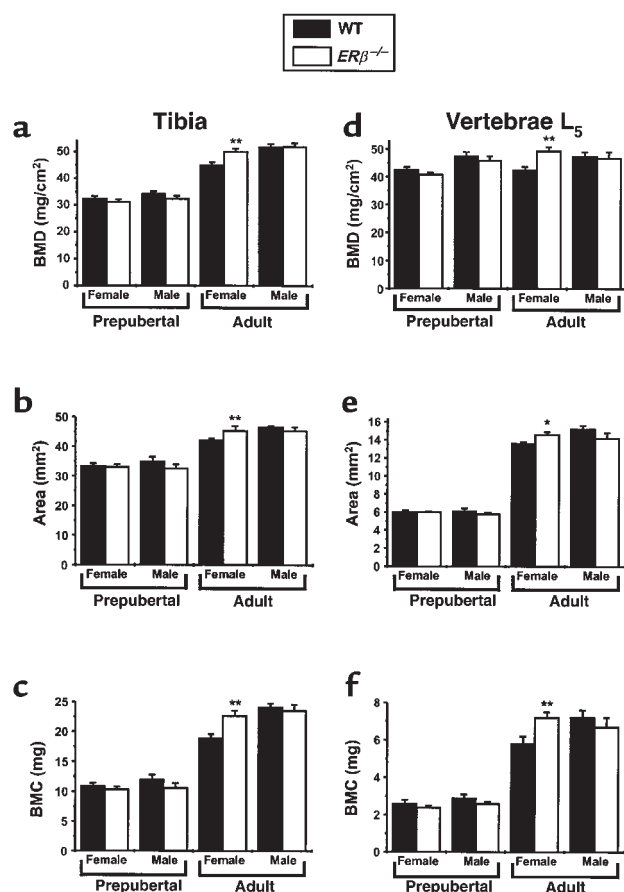 WT
ERβ−/−
Tibia
Vertebrae L5
a
BMD (mg/cm²)
50
40
30
20
10
0
**
Female Male Female Male
Prepubertal Adult
d
BMD (mg/cm²)
50
40
30
20
10
0
**
Female Male Female Male
Prepubertal Adult
b
Area (mm²)
50
40
30
20
10
0
**
Female Male Female Male
Prepubertal Adult
e
Area (mm²)
16
14
12
10
8
6
4
2
0
*
Female Male Female Male
Prepubertal Adult
c
BMC (mg)
25
20
15
10
5
0
**
Female Male Female Male
Prepubertal Adult
f
BMC (mg)
8
6
4
2
0
**
Female Male Female Male
Prepubertal Adult